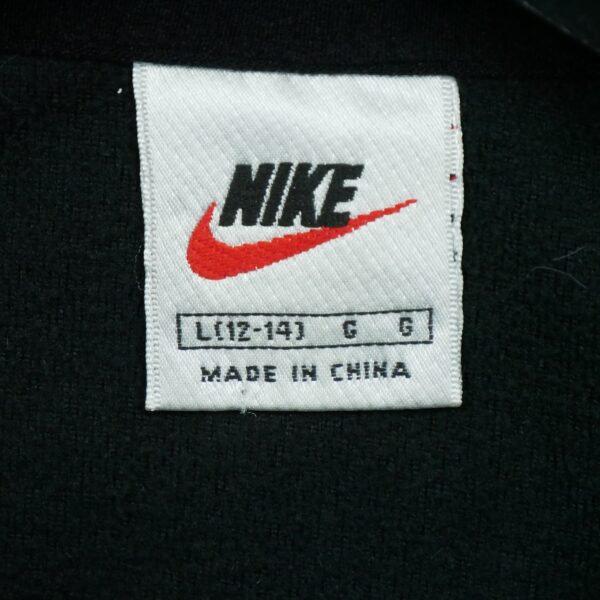 NIKE
L(12-14) G G
MADE IN CHINA